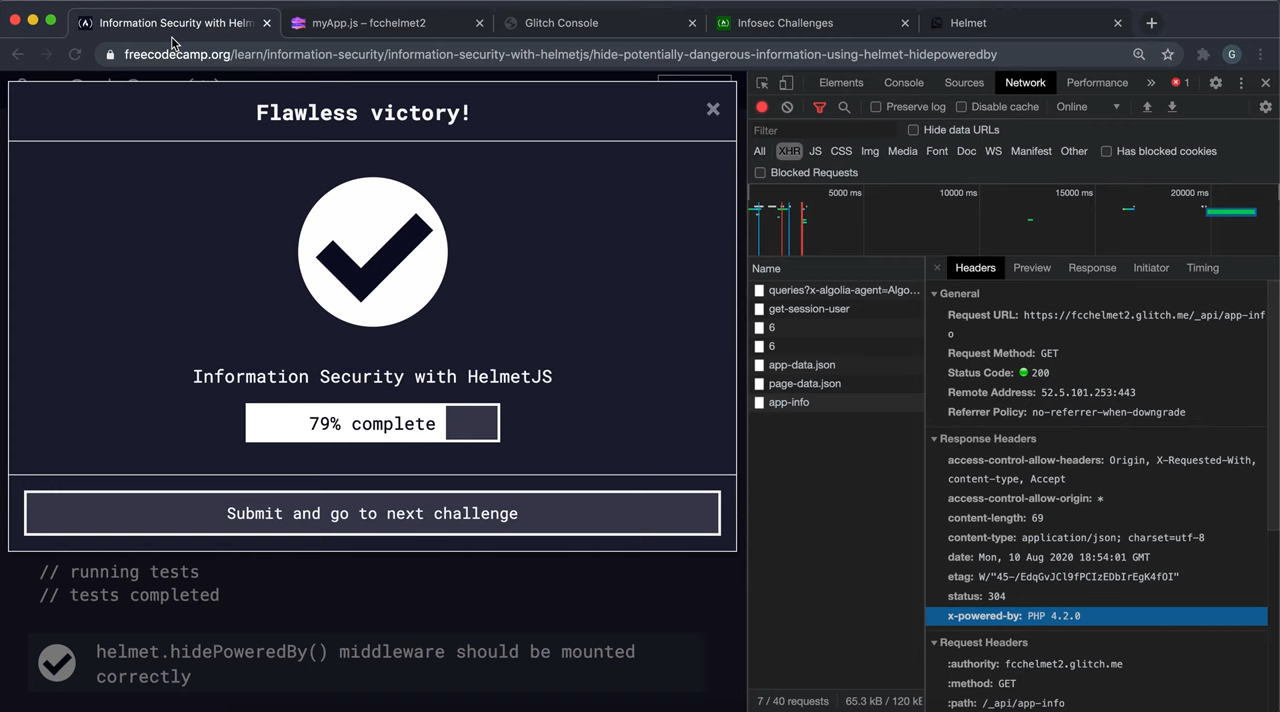 Information Security with Helm
myApp.js – fcchelmet2
Glitch Console
Infosec Challenges
Helmet
freecodecamp.org/learn/information-security/information-security-with-helmetjs/hide-potentially-dangerous-information-using-helmet-hidepoweredby
G
Elements
Console
Sources
Network
Performance
1
Preserve log
Disable cache
Online
Filter
Hide data URLs
All
XHR
JS
CSS
Img
Media
Font
Doc
WS
Manifest
Other
Has blocked cookies
Blocked Requests
5000 ms
10000 ms
15000 ms
20000 ms
Flawless victory!
Information Security with HelmetJS
79% complete
Submit and go to next challenge
// running tests
// tests completed
helmet.hidePoweredBy() middleware should be mounted
correctly
Name
queries?x-algolia-agent=Algo…
get-session-user
6
6
app-data.json
page-data.json
app-info
7 / 40 requests
65.3 kB / 120 kB
Headers
Preview
Response
Initiator
Timing
General
Request URL: https://fcchelmet2.glitch.me/_api/app-inf
o
Request Method: GET
Status Code: 200
Remote Address: 52.5.101.253:443
Referrer Policy: no-referrer-when-downgrade
Response Headers
access-control-allow-headers: Origin, X-Requested-With,
content-type, Accept
access-control-allow-origin: *
content-length: 69
content-type: application/json; charset=utf-8
date: Mon, 10 Aug 2020 18:54:01 GMT
etag: W/"45-/EdqGvJCl9fPCIzEDbIrEgK4fOI"
status: 304
x-powered-by: PHP 4.2.0
Request Headers
:authority: fcchelmet2.glitch.me
:method: GET
:path: /_api/app-info